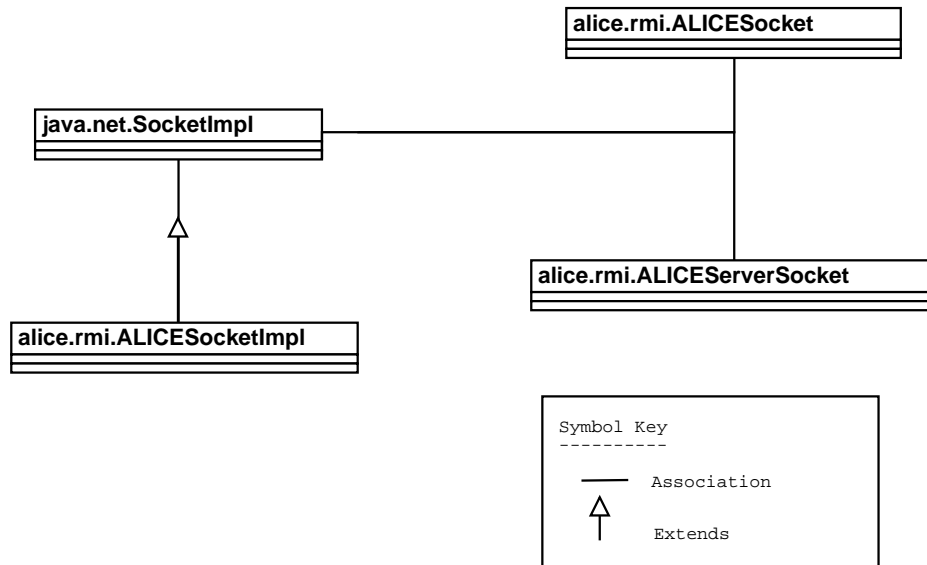 alice.rmi.ALICESocket
java.net.SocketImpl
alice.rmi.ALICEServerSocket
alice.rmi.ALICESocketImpl
Symbol Key
----------
Association
Extends